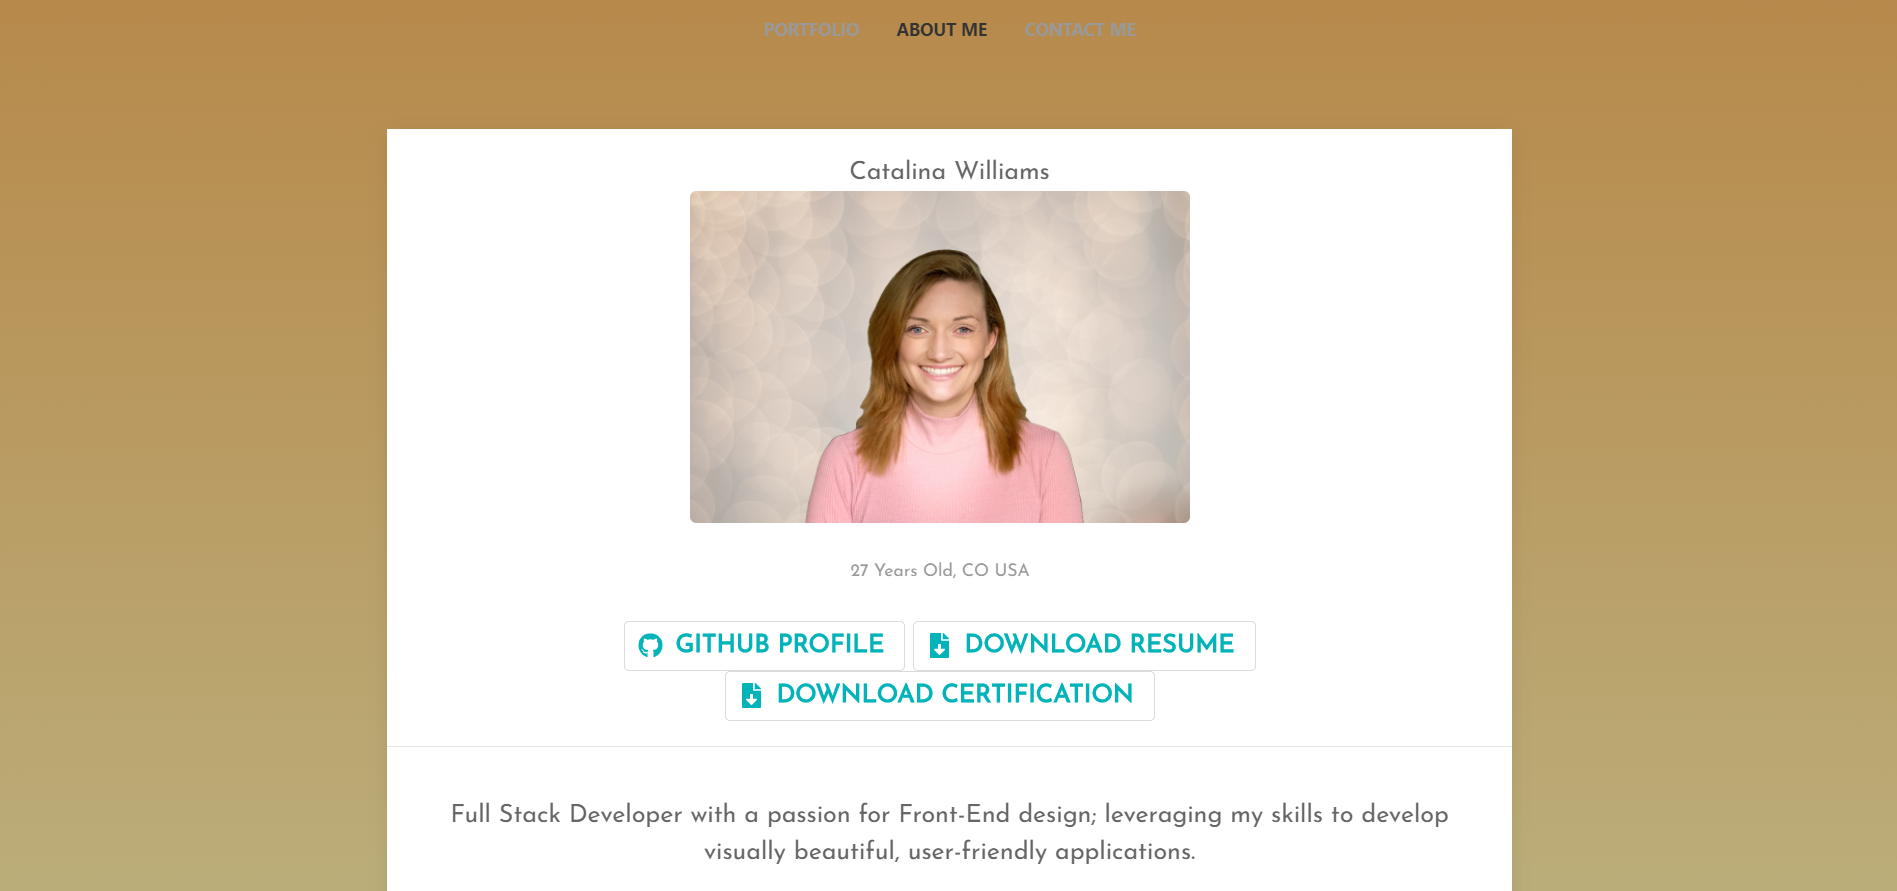 PORTFOLIO ABOUT ME CONTACT ME
Catalina Williams
27 Years Old, CO USA
GITHUB PROFILE DOWNLOAD RESUME
DOWNLOAD CERTIFICATION
Full Stack Developer with a passion for Front-End design; leveraging my skills to develop
visually beautiful, user-friendly applications.